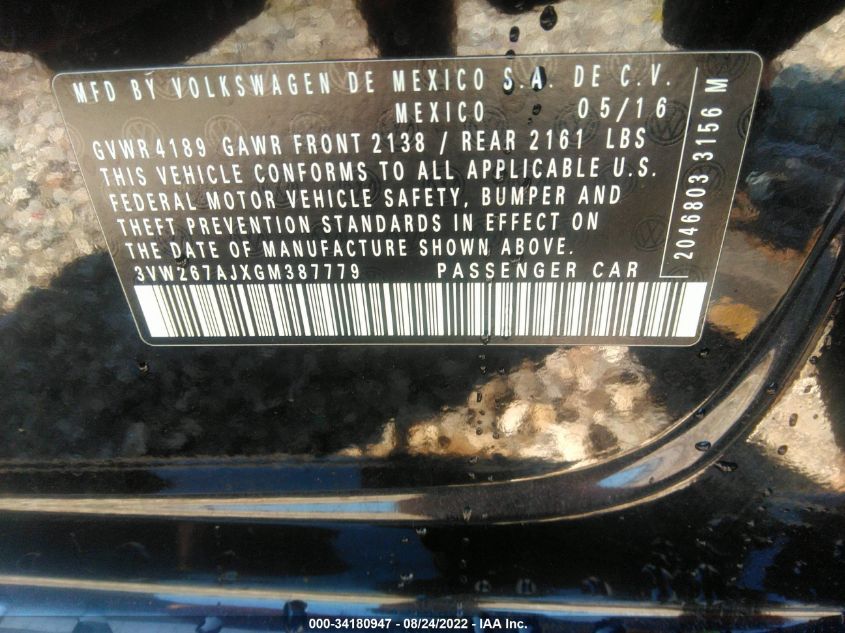 MFD BY VOLKSWAGEN DE MEXICO S.A. DE C.V.
MEXICO 05/16
GVWR 4189 GAWR FRONT 2138 / REAR 2161 LBS
THIS VEHICLE CONFORMS TO ALL APPLICABLE U.S.
FEDERAL MOTOR VEHICLE SAFETY, BUMPER AND
THEFT PREVENTION STANDARDS IN EFFECT ON
THE DATE OF MANUFACTURE SHOWN ABOVE.
3VW267AJXGM387779 PASSENGER CAR
2046803 3156 M
000-34180947 - 08/24/2022 - IAA Inc.